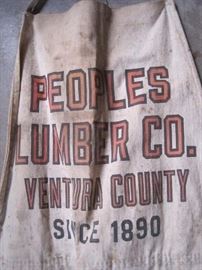 PEOPLES
LUMBER CO.
VENTURA COUNTY
SINCE 1890